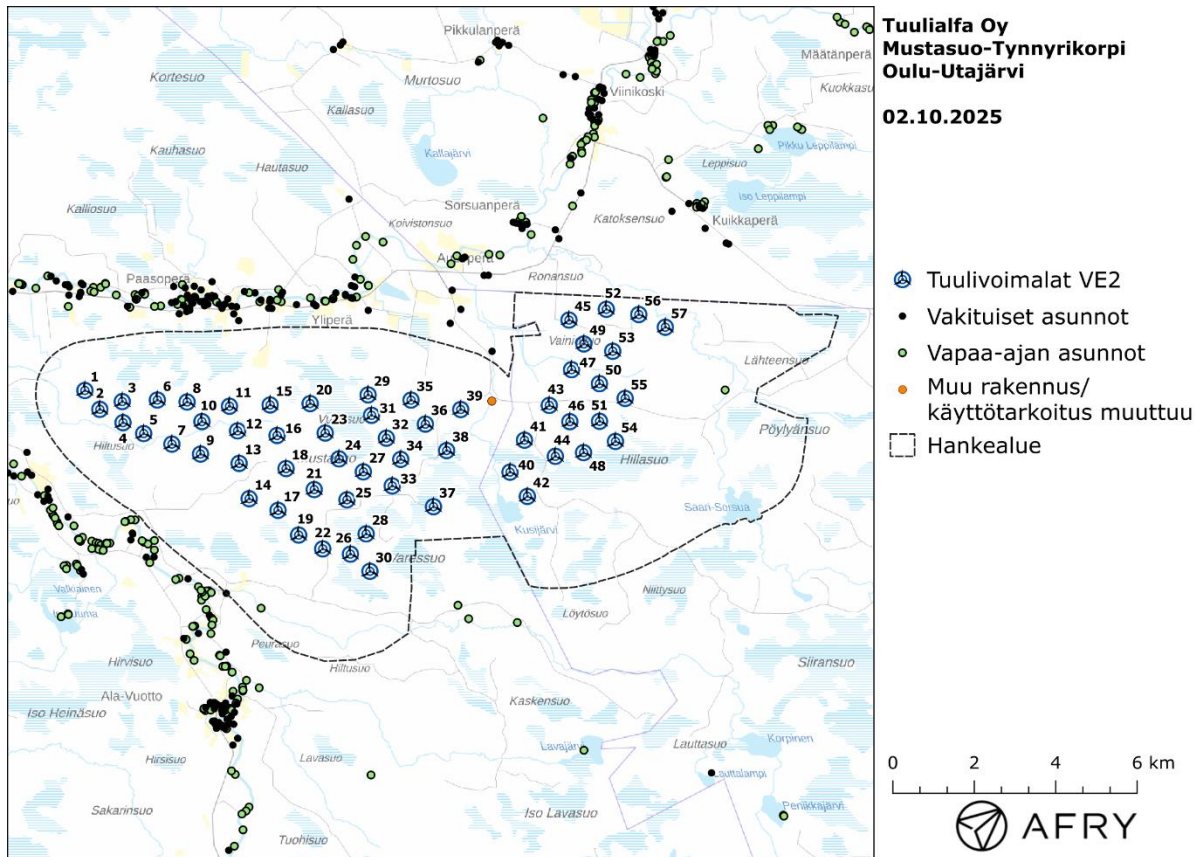 Tuulialfa Oy
Mustasuo-Tynnyrikorpi
Oulu-Utajärvi
02.10.2025
Tuulivoimalat VE2
Vakituiset asunnot
Vapaa-ajan asunnot
Muu rakennus/
käyttötarkoitus muuttuu
Hankealue
0 2 4 6 km
AFRY
Pikkulanperä
Määtänperä
Kortesuo
Murtosuo
Viinikoski
Kuokkasuo
Kallasuo
Kauhasuo
Kallajärvi
Pikku Leppilampi
Hautasuo
Leppisuo
Iso Leppilampi
Kalliosuo
Sorsuanperä
Koivistonsuo
Katoksensuo
Kuikkaperä
Paasoperä
Ronansuo
Yliperä
52
45
56
57
49
53
Lähteensuo
47
50
1
2
3
6
8
11
15
20
29
35
39
43
55
5
10
31
36
46
51
Pöylyänsuo
4
7
12
16
23
32
41
54
Hiltusuo
9
24
34
38
44
48
Hiilasuo
13
18
27
40
14
21
33
42
17
25
37
Saari-Sorsua
Kusijärvi
19
28
22
26
30
Valkiainen
Niittysuo
Löytösuo
Peurasuo
Hirvisuo
Hiltusuo
Siiransuo
Ala-Vuotto
Kaskensuo
Iso Heinäsuo
Korpinen
Hirsisuo
Lavasuo
Lavajärvi
Lauttasuo
Lauttalampi
Sakarinsuo
Iso Lavasuo
Penikkajärvi
Tuohisuo